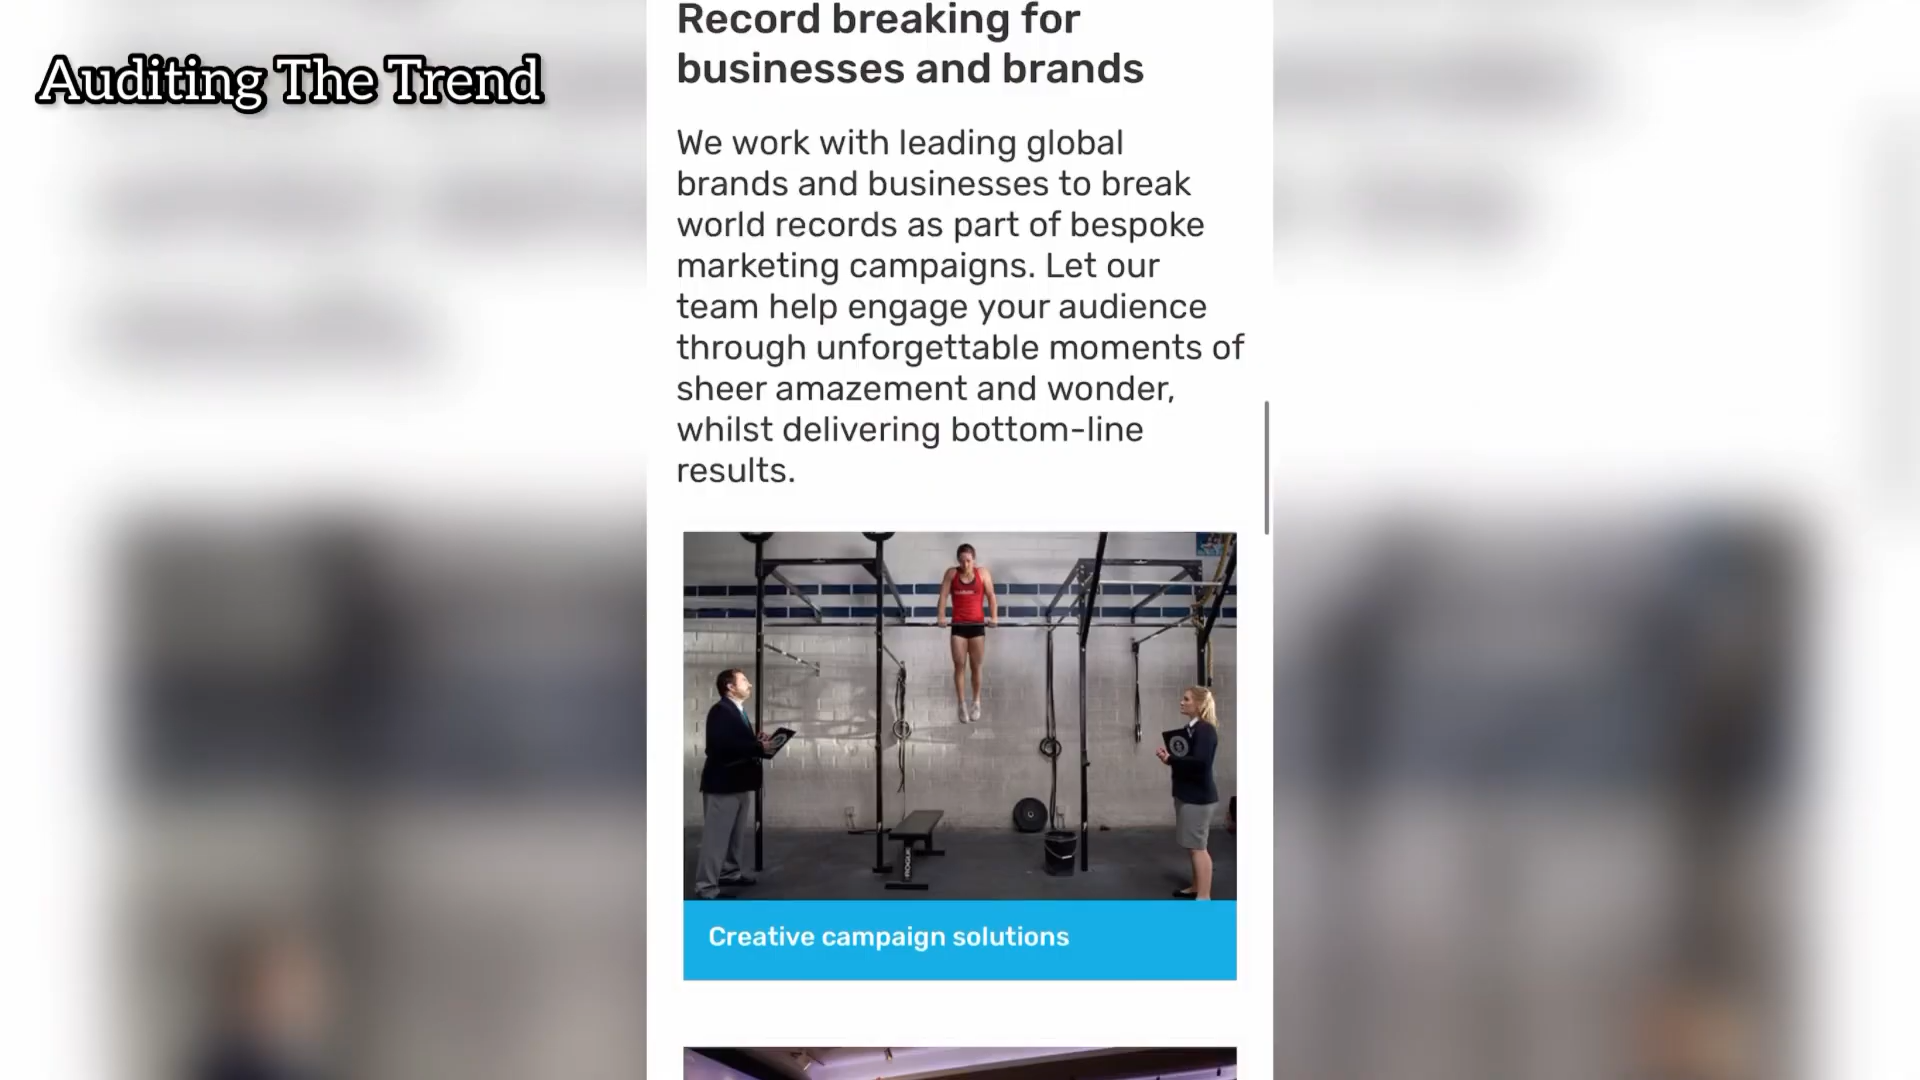 Auditing The Trend
Record breaking for
businesses and brands
We work with leading global
brands and businesses to break
world records as part of bespoke
marketing campaigns. Let our
team help engage your audience
through unforgettable moments of
sheer amazement and wonder,
whilst delivering bottom-line
results.
ROGUE
Creative campaign solutions